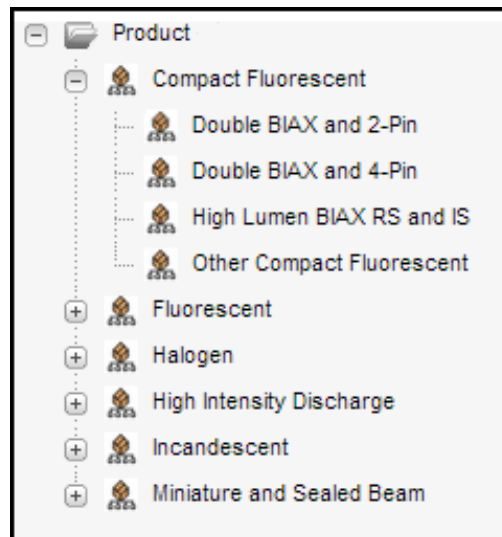 Product
Compact Fluorescent
Double BIAX and 2-Pin
Double BIAX and 4-Pin
High Lumen BIAX RS and IS
Other Compact Fluorescent
Fluorescent
Halogen
High Intensity Discharge
Incandescent
Miniature and Sealed Beam